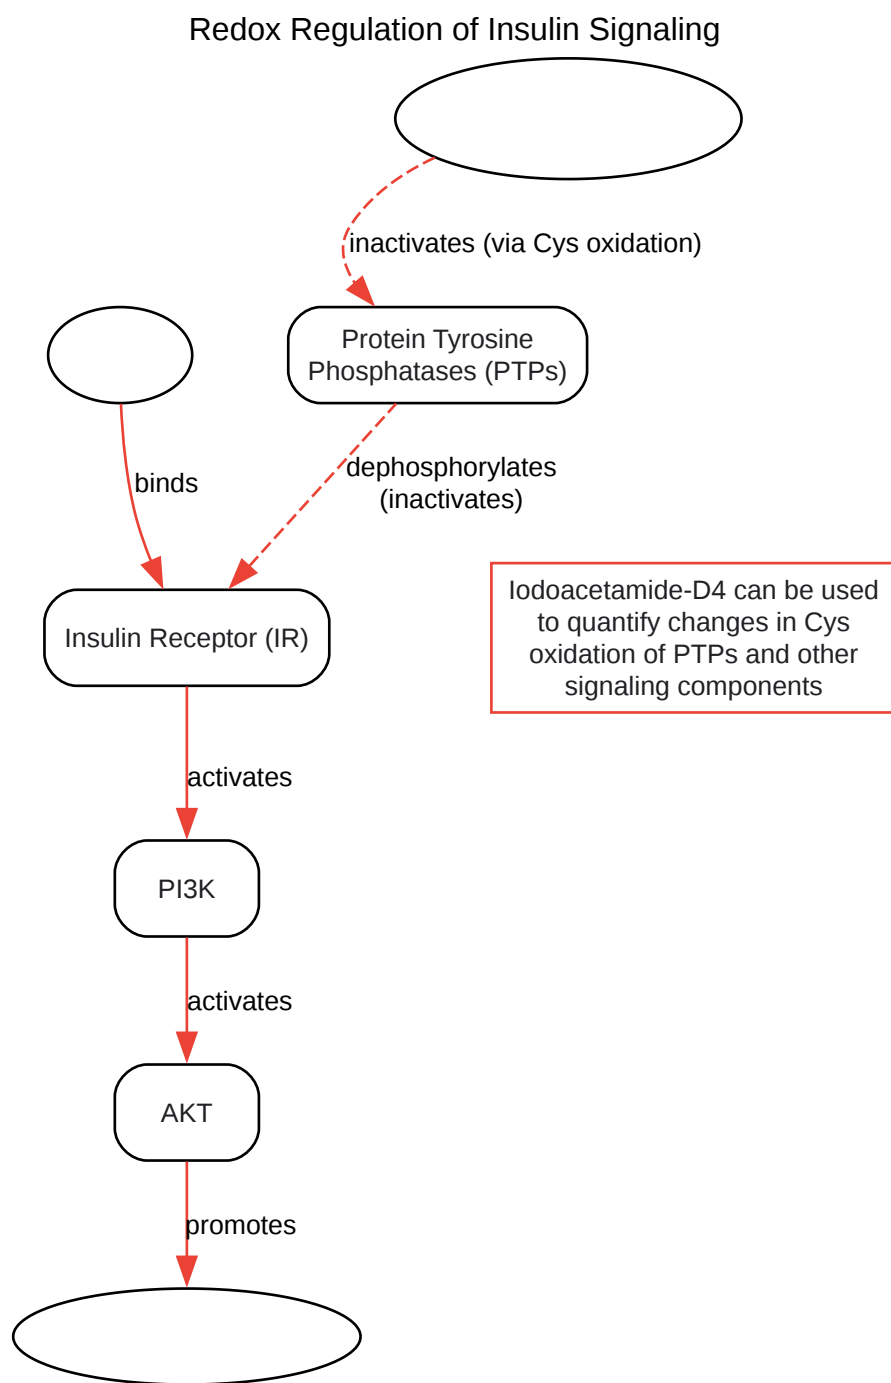 Redox Regulation of Insulin Signaling
inactivates (via Cys oxidation)
Protein Tyrosine
Phosphatases (PTPs)
binds
dephosphorylates
(inactivates)
Insulin Receptor (IR)
Iodoacetamide-D4 can be used
to quantify changes in Cys
oxidation of PTPs and other
signaling components
activates
PI3K
activates
AKT
promotes